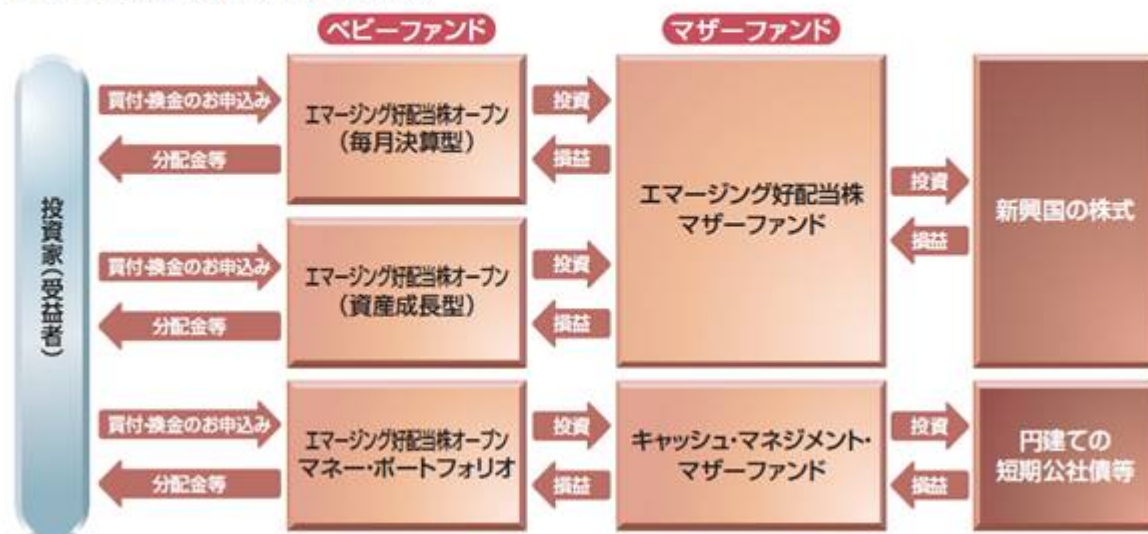 ベビーファンド
マザーファンド
投資家(受益者)
買付・換金のお申込み
分配金等
エマージング好配当株オープン
(毎月決算型)
投資
損益
買付・換金のお申込み
分配金等
エマージング好配当株オープン
(資産成長型)
投資
損益
エマージング好配当株
マザーファンド
投資
損益
新興国の株式
買付・換金のお申込み
分配金等
エマージング好配当株オープン
マネー・ポートフォリオ
投資
損益
キャッシュ・マネジメント・
マザーファンド
投資
損益
円建ての
短期公社債等